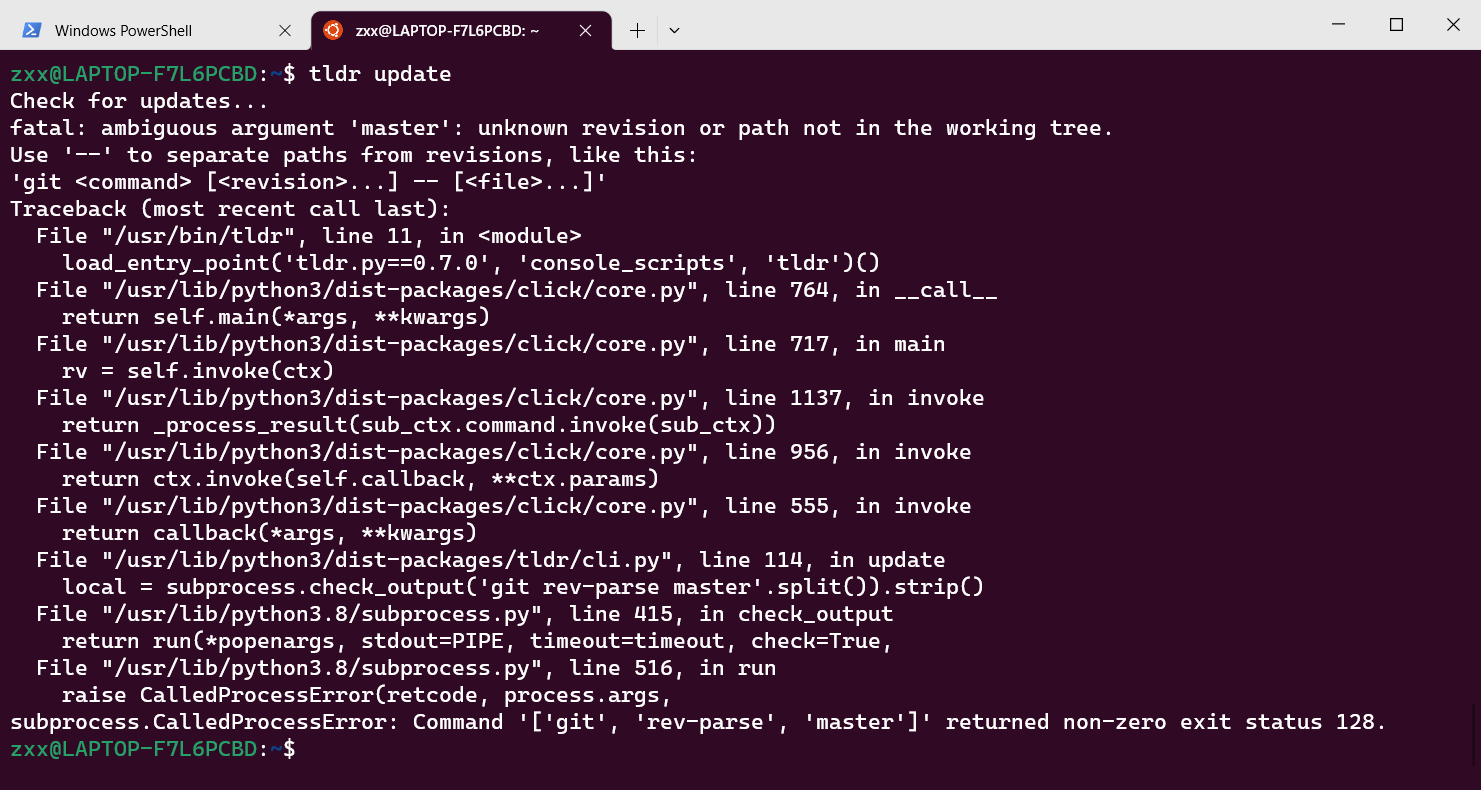 Windows PowerShell
zxx@LAPTOP-F7L6PCBD: ~
zxx@LAPTOP-F7L6PCBD:~$ tldr update
Check for updates...
fatal: ambiguous argument 'master': unknown revision or path not in the working tree.
Use '--' to separate paths from revisions, like this:
'git <command> [<revision>...] -- [<file>...]'
Traceback (most recent call last):
  File "/usr/bin/tldr", line 11, in <module>
    load_entry_point('tldr.py==0.7.0', 'console_scripts', 'tldr')()
  File "/usr/lib/python3/dist-packages/click/core.py", line 764, in __call__
    return self.main(*args, **kwargs)
  File "/usr/lib/python3/dist-packages/click/core.py", line 717, in main
    rv = self.invoke(ctx)
  File "/usr/lib/python3/dist-packages/click/core.py", line 1137, in invoke
    return _process_result(sub_ctx.command.invoke(sub_ctx))
  File "/usr/lib/python3/dist-packages/click/core.py", line 956, in invoke
    return ctx.invoke(self.callback, **ctx.params)
  File "/usr/lib/python3/dist-packages/click/core.py", line 555, in invoke
    return callback(*args, **kwargs)
  File "/usr/lib/python3/dist-packages/tldr/cli.py", line 114, in update
    local = subprocess.check_output('git rev-parse master'.split()).strip()
  File "/usr/lib/python3.8/subprocess.py", line 415, in check_output
    return run(*popenargs, stdout=PIPE, timeout=timeout, check=True,
  File "/usr/lib/python3.8/subprocess.py", line 516, in run
    raise CalledProcessError(retcode, process.args,
subprocess.CalledProcessError: Command '['git', 'rev-parse', 'master']' returned non-zero exit status 128.
zxx@LAPTOP-F7L6PCBD:~$